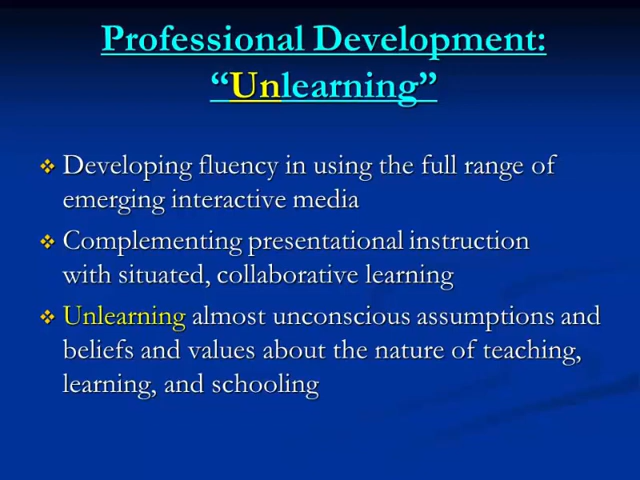 Professional Development:
“Unlearning”
Developing fluency in using the full range of
emerging interactive media
Complementing presentational instruction
with situated, collaborative learning
Unlearning almost unconscious assumptions and
beliefs and values about the nature of teaching,
learning, and schooling